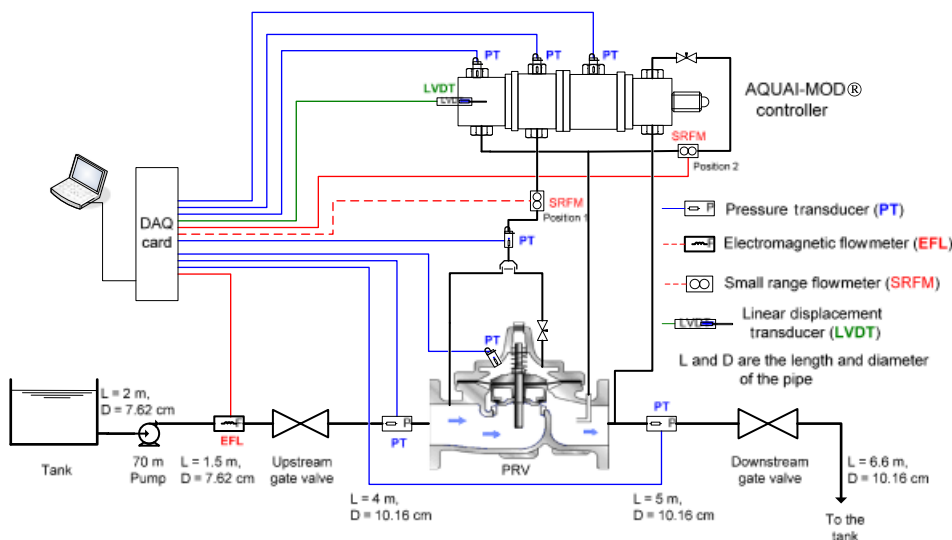 PT
PT
PT
LVDT
LVDT
AQUAI-MOD®
controller
SRFM
Position 2
SRFM
Position 1
DAQ
card
PT
P
Pressure transducer (PT)
F
Electromagnetic flowmeter (EFL)
Small range flowmeter (SRFM)
LVDT
Linear displacement
transducer (LVDT)
L and D are the length and diameter
of the pipe
PT
L = 2 m,
D = 7.62 cm
F
EFL
P
PT
PT
P
Tank
70 m
Pump
L = 1.5 m,
D = 7.62 cm
Upstream
gate valve
PRV
Downstream
gate valve
L = 6.6 m,
D = 10.16 cm
L = 4 m,
D = 10.16 cm
L = 5 m,
D = 10.16 cm
To the
tank